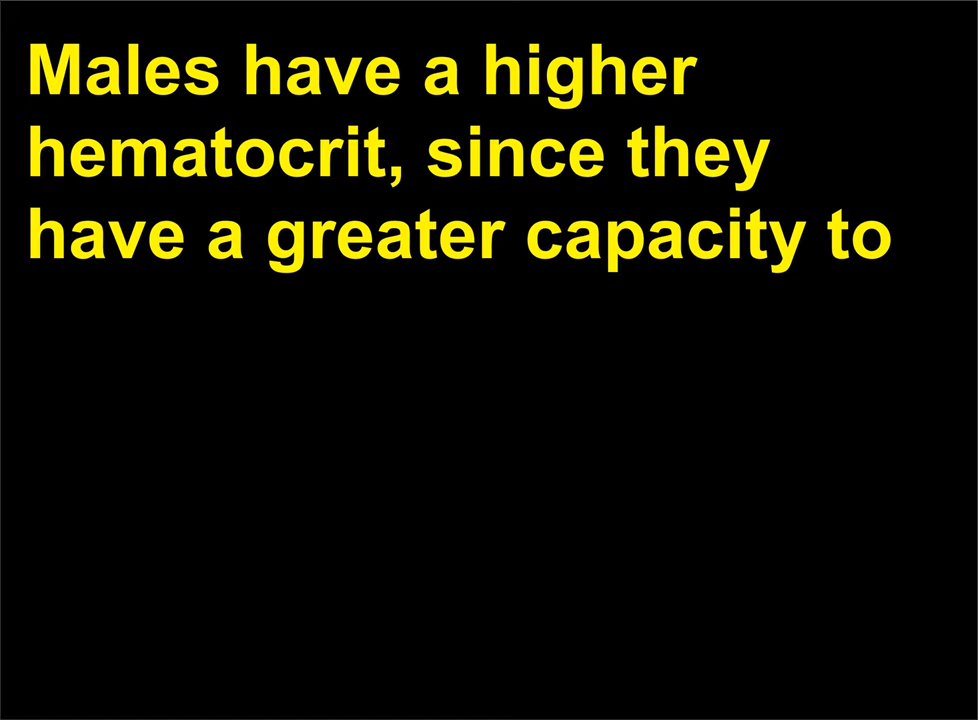 Males have a higher
hematocrit, since they
have a greater capacity to